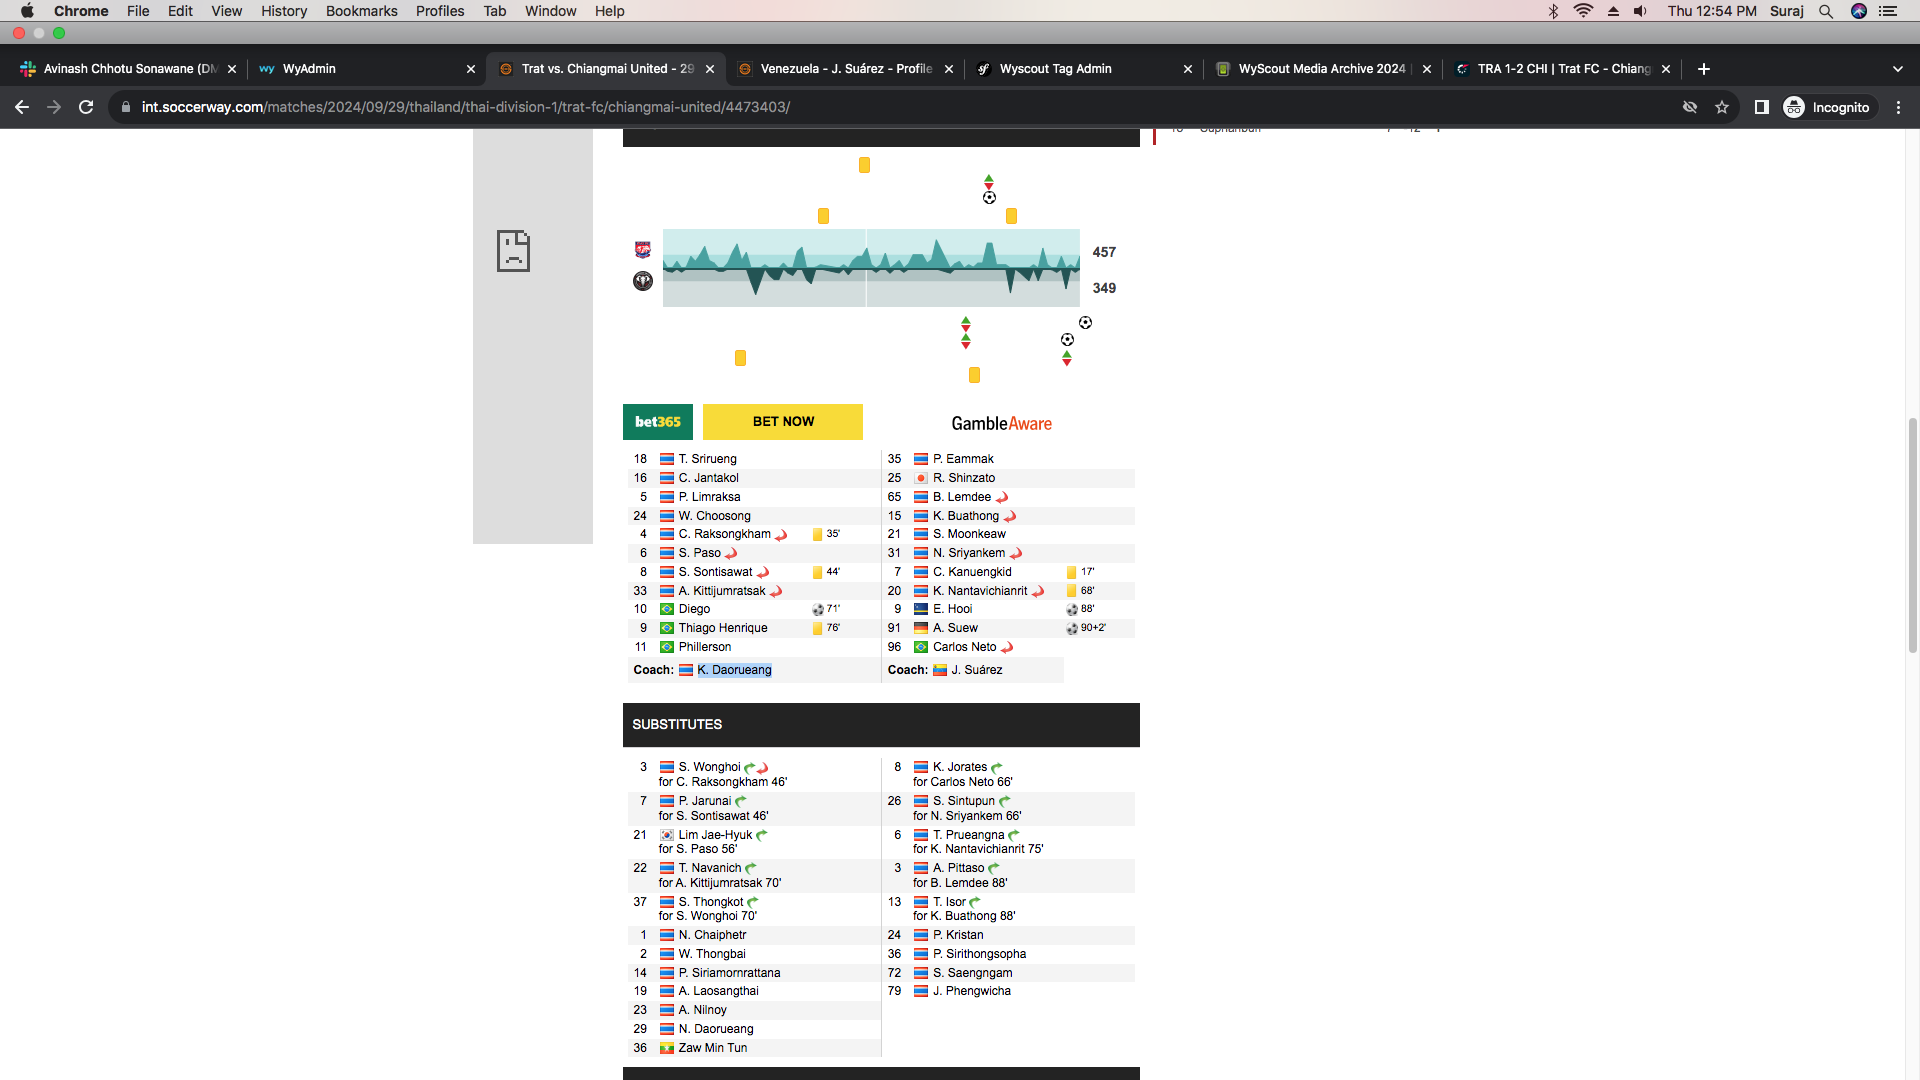 Chrome File Edit View History Bookmarks Profiles Tab Window Help Thu 12:54 PM Suraj
Avinash Chhotu Sonawane (DM WyAdmin Trat vs. Chiangmai United - 29 Venezuela - J. Suárez - Profile Wyscout Tag Admin WyScout Media Archive 2024 TRA 1-2 CHI | Trat FC - Chiang
int.soccerway.com/matches/2024/09/29/thailand/thai-division-1/trat-fc/chiangmai-united/4473403/ Incognito
457
349
bet365 BET NOW GambleAware
18 T. Srirueng 35 P. Eammak
16 C. Jantakol 25 R. Shinzato
5 P. Limraksa 65 B. Lemdee
24 W. Choosong 15 K. Buathong
4 C. Raksongkham 35' 21 S. Moonkeaw
6 S. Paso 31 N. Sriyankem
8 S. Sontisawat 44' 7 C. Kanuengkid 17'
33 A. Kittijumratsak 20 K. Nantavichianrit 68'
10 Diego 71' 9 E. Hooi 88'
9 Thiago Henrique 76' 91 A. Suew 90+2'
11 Phillerson 96 Carlos Neto
Coach: K. Daorueang Coach: J. Suárez
SUBSTITUTES
3 S. Wonghoi 8 K. Jorates
for C. Raksongkham 46' for Carlos Neto 66'
7 P. Jarunai 26 S. Sintupun
for S. Sontisawat 46' for N. Sriyankem 66'
21 Lim Jae-Hyuk 6 T. Prueangna
for S. Paso 56' for K. Nantavichianrit 75'
22 T. Navanich 3 A. Pittaso
for A. Kittijumratsak 70' for B. Lemdee 88'
37 S. Thongkot 13 T. Isor
for S. Wonghoi 70' for K. Buathong 88'
1 N. Chaiphetr 24 P. Kristan
2 W. Thongbai 36 P. Sirithongsopha
14 P. Siriamornrattana 72 S. Saengngam
19 A. Laosangthai 79 J. Phengwicha
23 A. Nilnoy
29 N. Daorueang
36 Zaw Min Tun